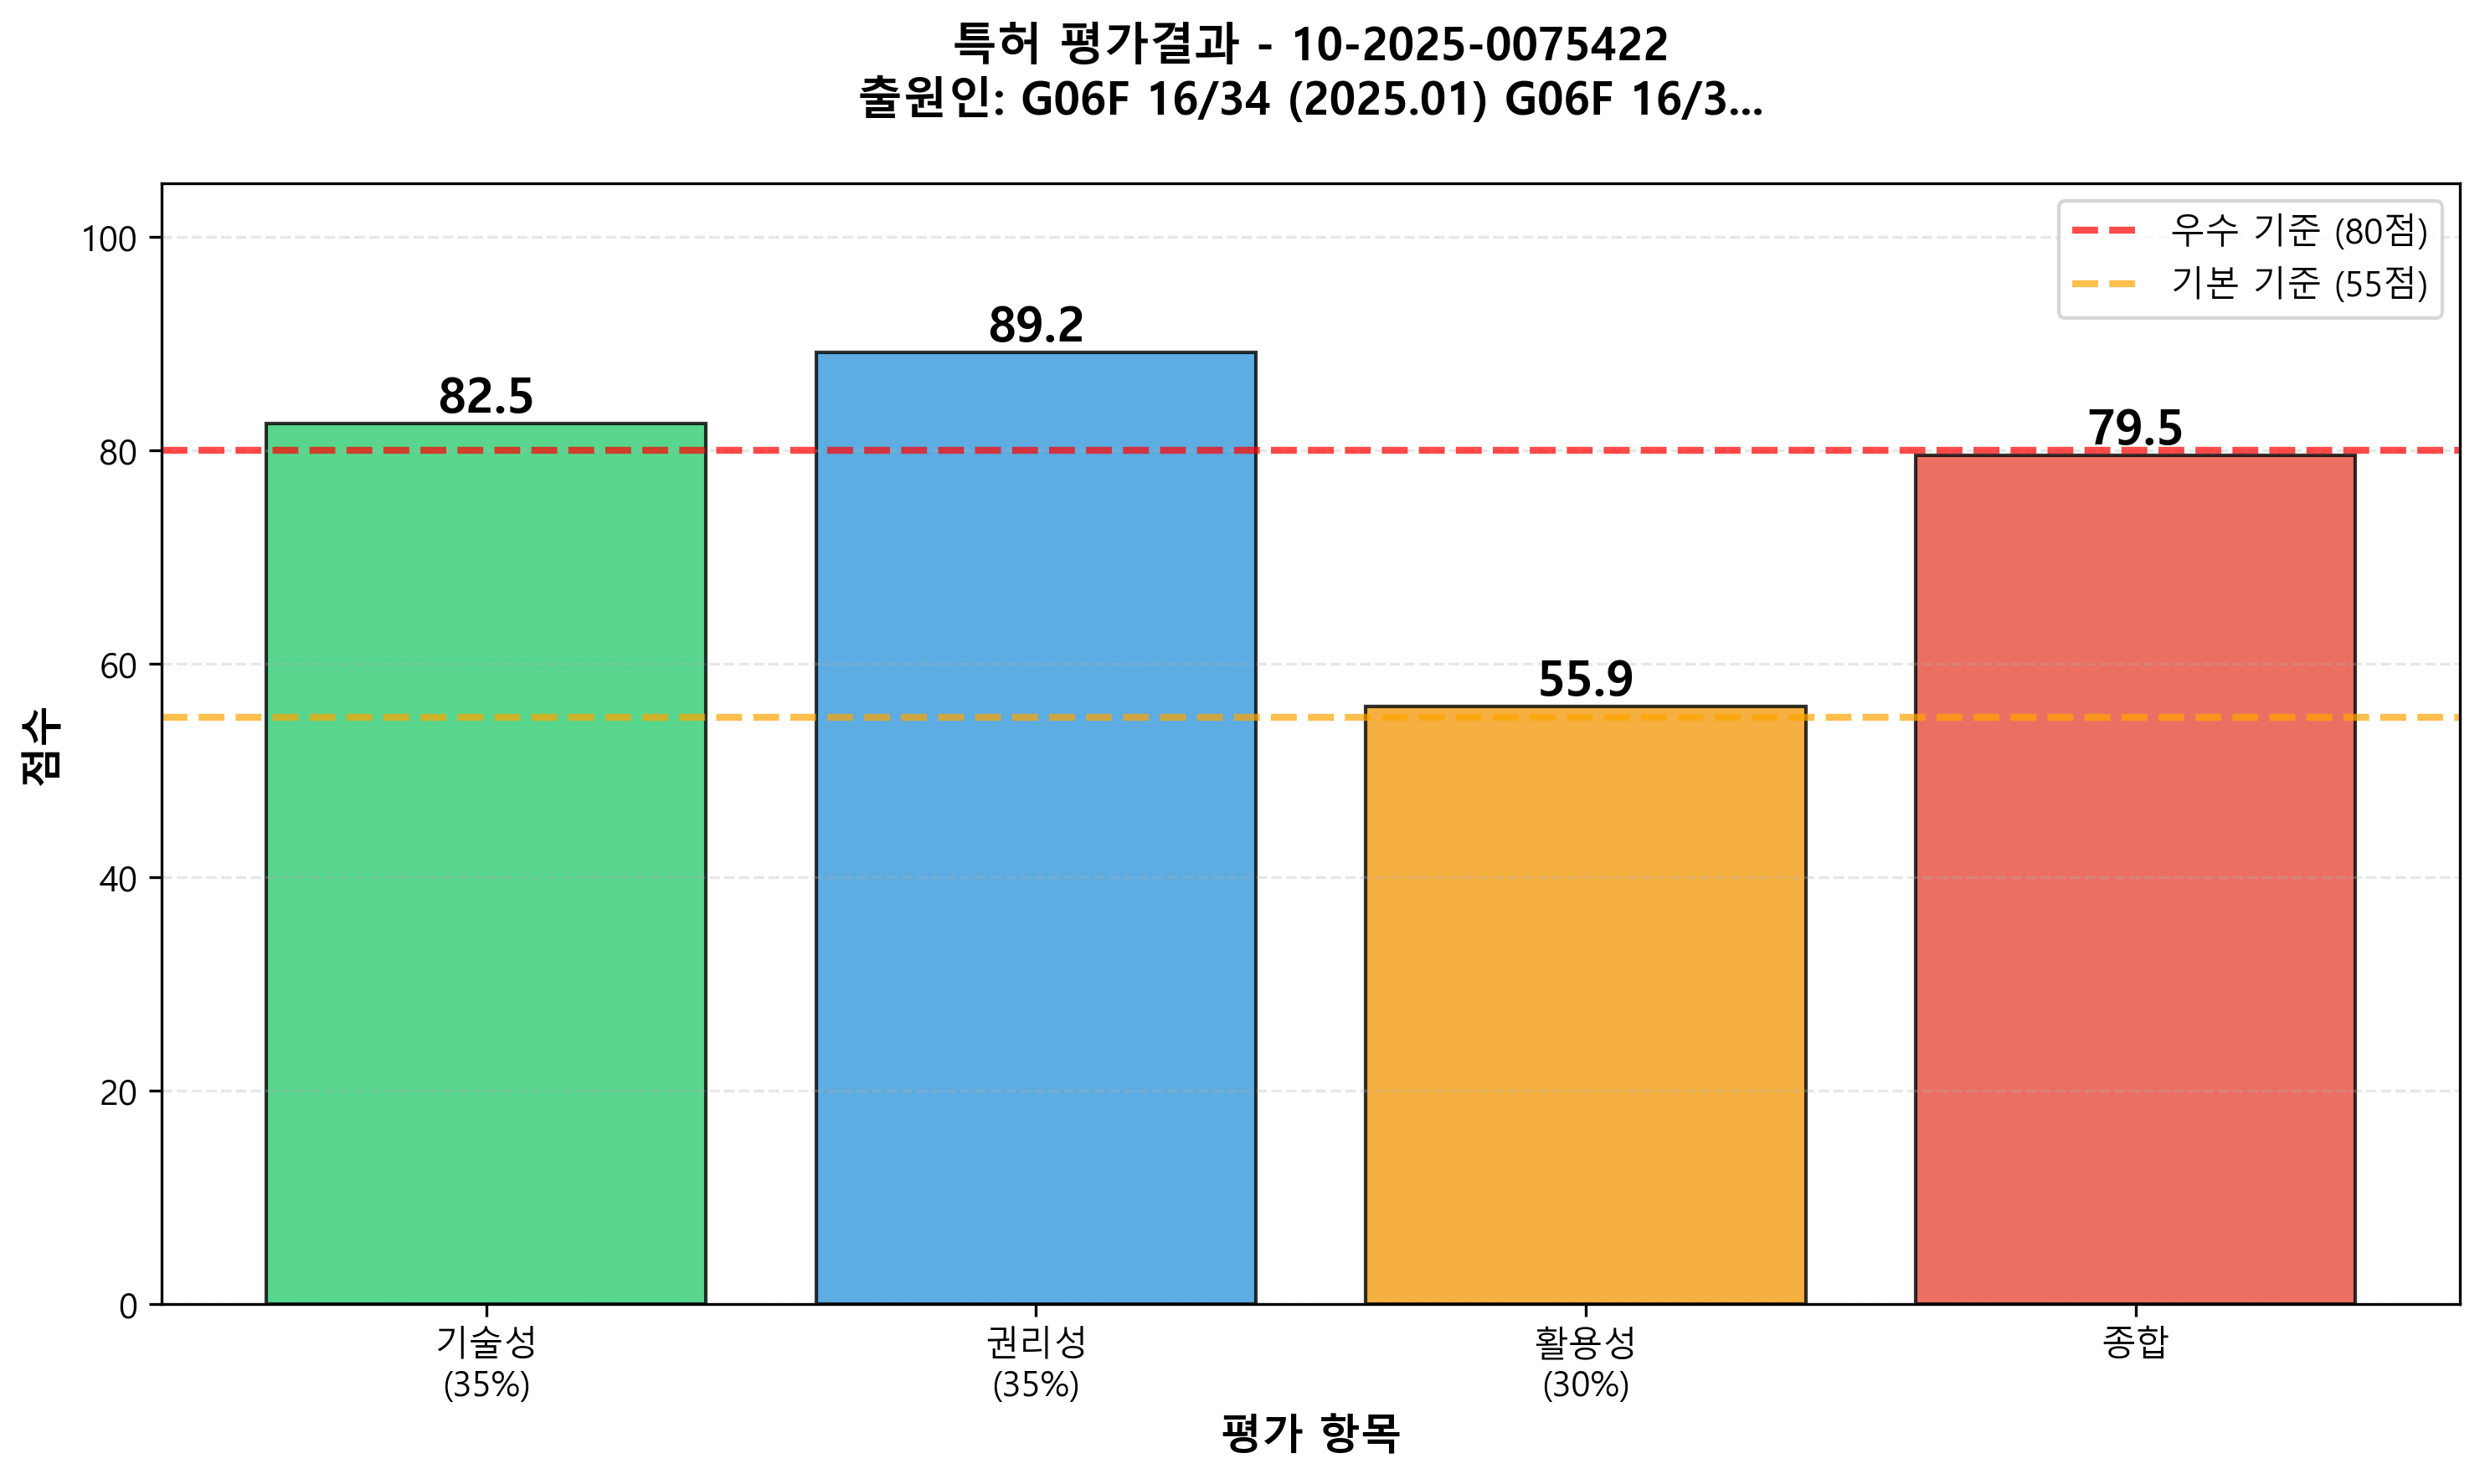 특허 평가결과 - 10-2025-0075422
출원인: G06F 16/34 (2025.01) G06F 16/3...
우수 기준 (80점)
기본 기준 (55점)
점수
100
80
60
40
20
0
82.5
89.2
55.9
79.5
기술성
(35%)
권리성
(35%)
활용성
(30%)
종합
평가 항목